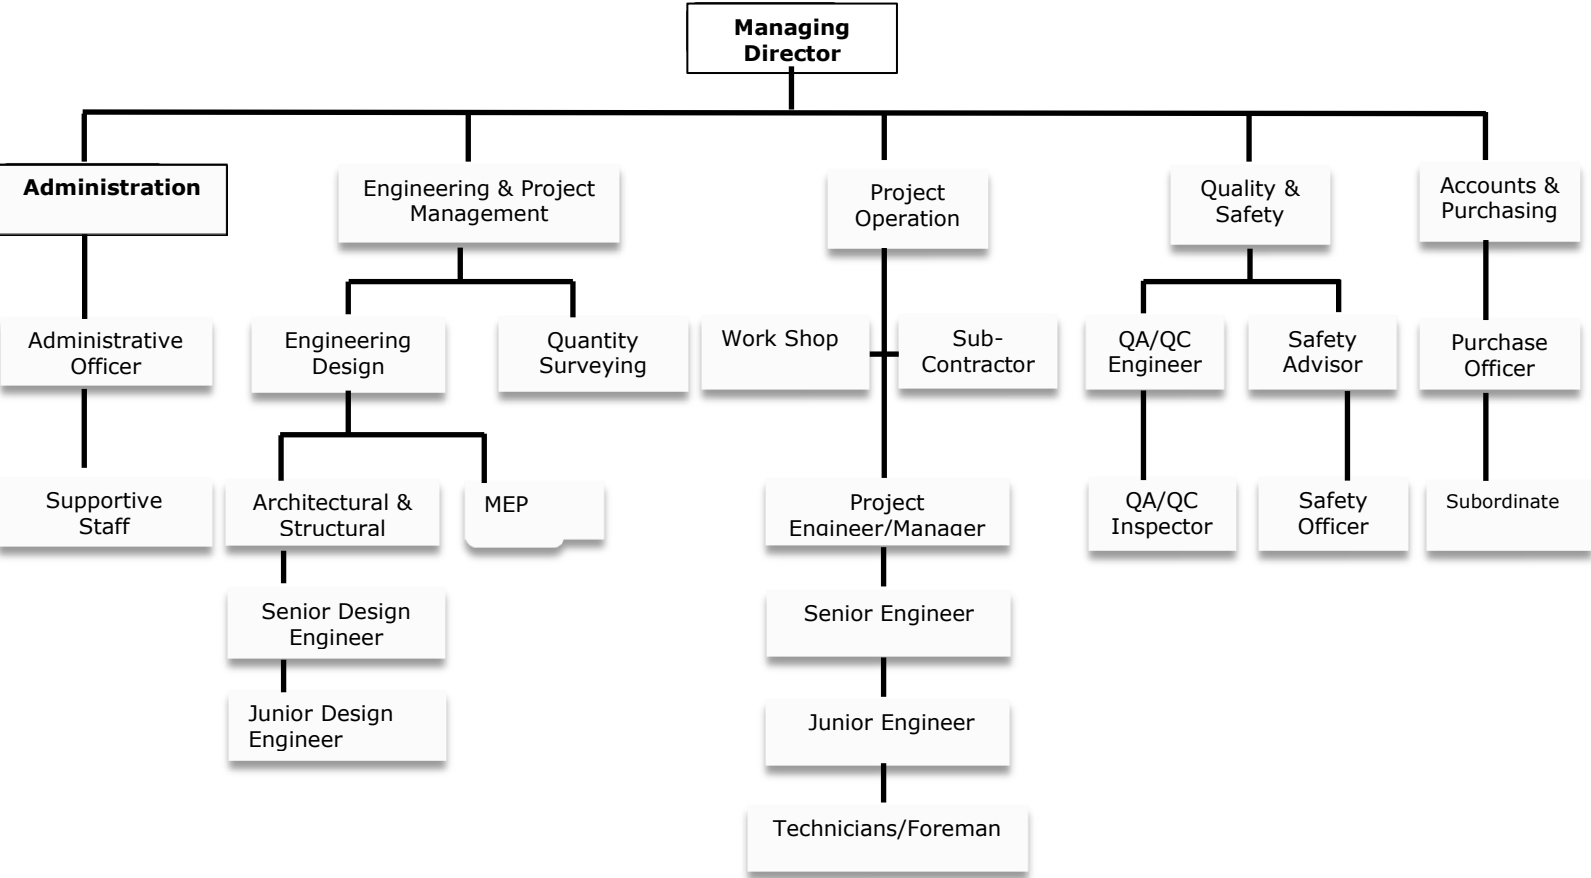 Managing
Director
Administration
Engineering & Project
Management
Project
Operation
Quality &
Safety
Accounts &
Purchasing
Administrative
Officer
Engineering
Design
Quantity
Surveying
Work Shop
Sub-
Contractor
QA/QC
Engineer
Safety
Advisor
Purchase
Officer
Supportive
Staff
Architectural &
Structural
MEP
Project
Engineer/Manager
QA/QC
Inspector
Safety
Officer
Subordinate
Senior Design
Engineer
Senior Engineer
Junior Design
Engineer
Junior Engineer
Technicians/Foreman